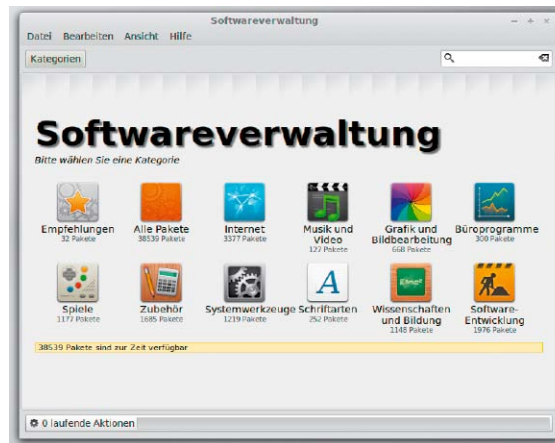 Softwareverwaltung
Datei Bearbeiten Ansicht Hilfe
Kategorien
Softwareverwaltung
Bitte wählen Sie eine Kategorie
Empfehlungen
32 Pakete
Alle Pakete
38539 Pakete
Internet
3377 Pakete
Musik und
Video
127 Pakete
Grafik und
Bildbearbeitung
668 Pakete
Büroprogramme
300 Pakete
Spiele
1177 Pakete
Zubehör
1685 Pakete
Systemwerkzeuge
1219 Pakete
Schriftarten
252 Pakete
Wissenschaften
und Bildung
1148 Pakete
Software-
Entwicklung
1976 Pakete
38539 Pakete sind zur Zeit verfügbar
0 laufende Aktionen